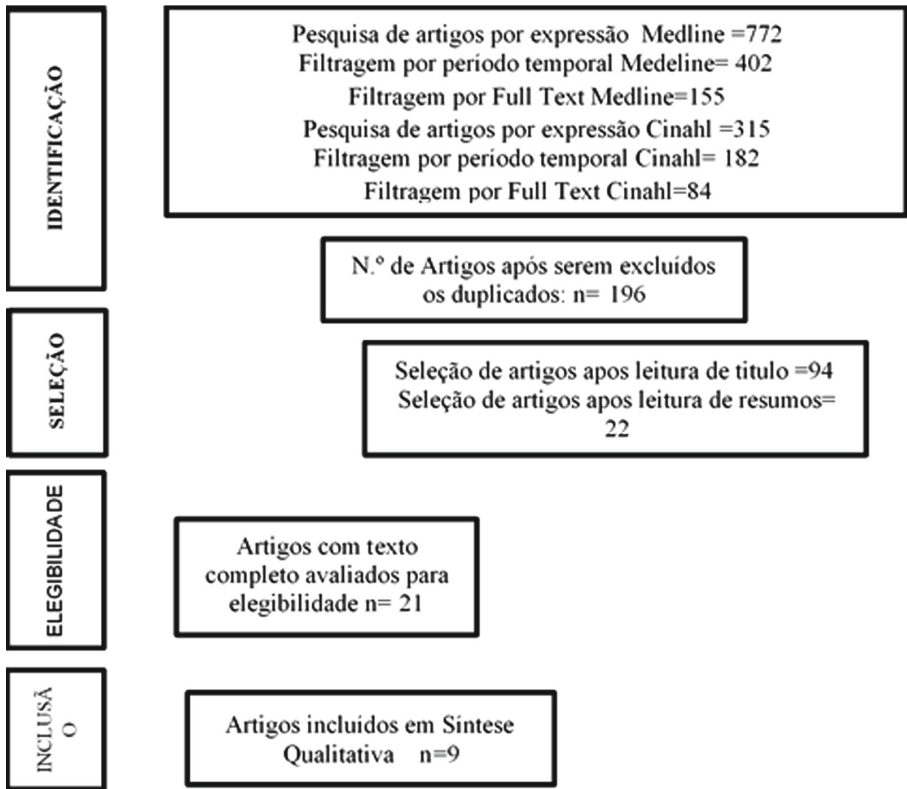 IDENTIFICAÇÃO
Pesquisa de artigos por expressão Medline =772
Filtragem por período temporal Medeline= 402
Filtragem por Full Text Medline=155
Pesquisa de artigos por expressão Cinahl =315
Filtragem por período temporal Cinahl= 182
Filtragem por Full Text Cinahl=84
N.º de Artigos após serem excluídos
os duplicados: n= 196
SELEÇÃO
Seleção de artigos apos leitura de titulo =94
Seleção de artigos apos leitura de resumos=
22
ELEGIBILIDADE
Artigos com texto
completo avaliados para
elegibilidade n= 21
INCLUSÃ
O
Artigos incluídos em Síntese
Qualitativa n=9